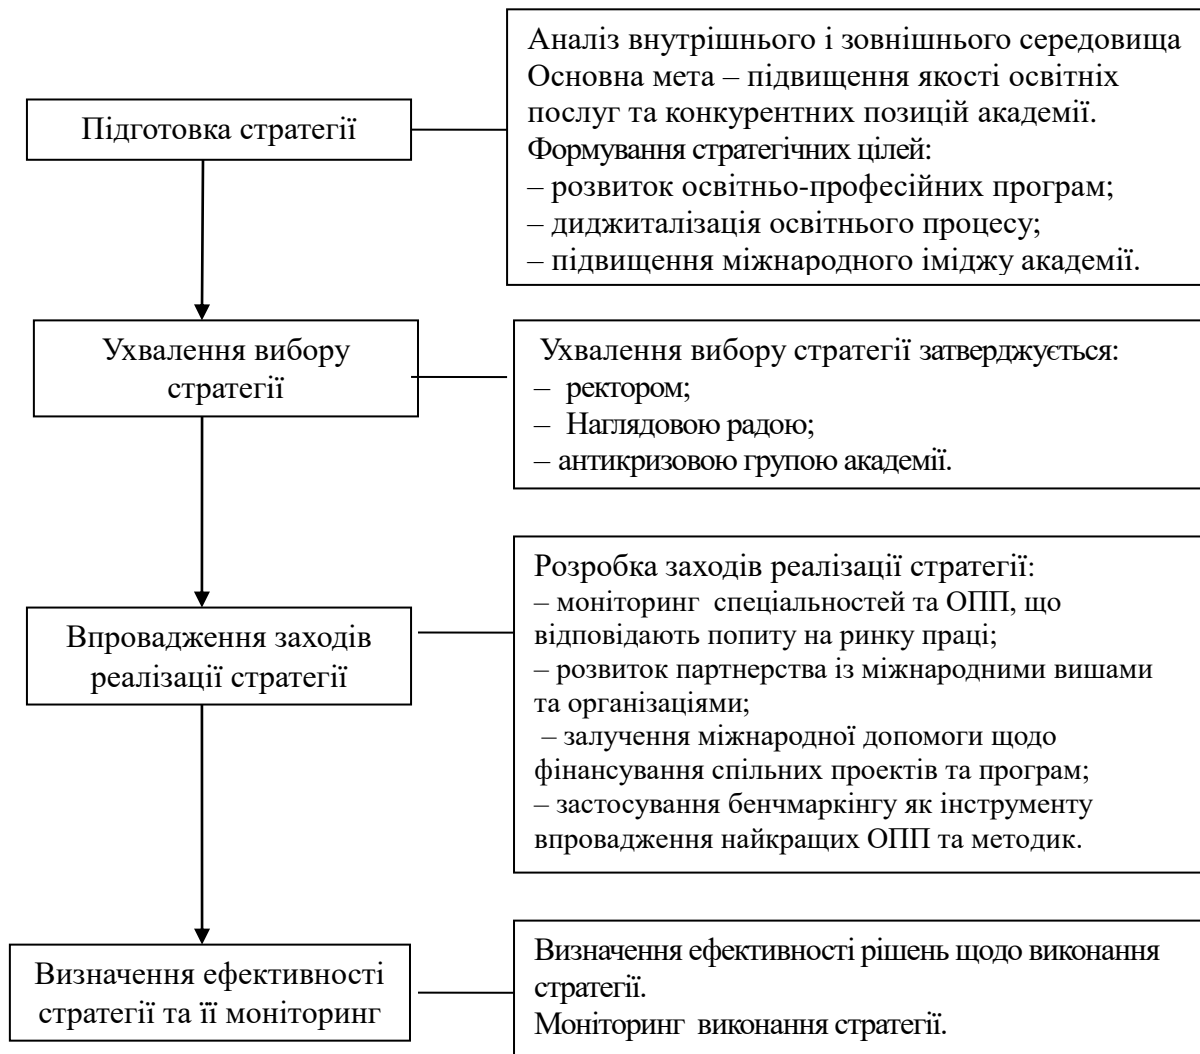 Підготовка стратегії
Аналіз внутрішнього і зовнішнього середовища
Основна мета – підвищення якості освітніх
послуг та конкурентних позицій академії.
Формування стратегічних цілей:
– розвиток освітньо-професійних програм;
– диджиталізація освітнього процесу;
– підвищення міжнародного іміджу академії.
Ухвалення вибору
стратегії
Ухвалення вибору стратегії затверджується:
– ректором;
– Наглядовою радою;
– антикризовою групою академії.
Впровадження заходів
реалізації стратегії
Розробка заходів реалізації стратегії:
– моніторинг спеціальностей та ОПП, що
відповідають попиту на ринку праці;
– розвиток партнерства із міжнародними вишами
та організаціями;
– залучення міжнародної допомоги щодо
фінансування спільних проектів та програм;
– застосування бенчмаркінгу як інструменту
впровадження найкращих ОПП та методик.
Визначення ефективності
стратегії та її моніторинг
Визначення ефективності рішень щодо виконання
стратегії.
Моніторинг виконання стратегії.